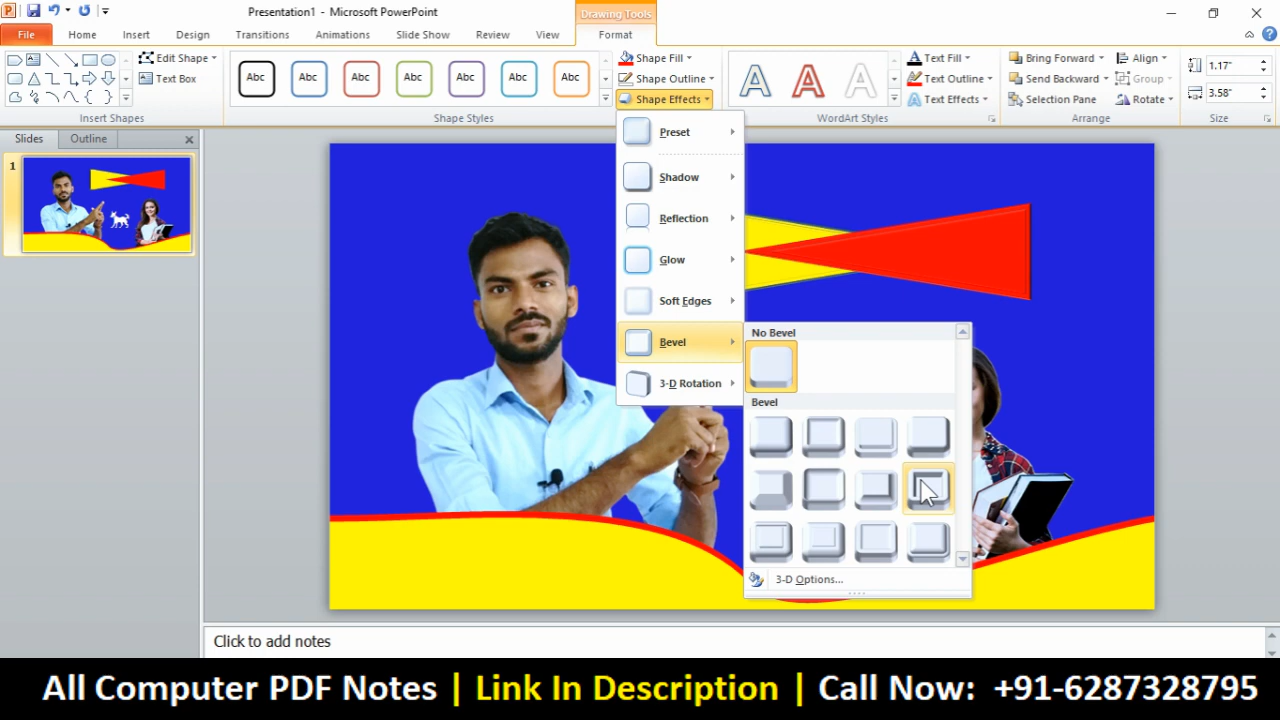 Presentation1 - Microsoft PowerPoint
Drawing Tools
File Home Insert Design Transitions Animations Slide Show Review View Format
Edit Shape
Text Box
Insert Shapes
Abc Abc Abc Abc Abc Abc Abc
Shape Styles
Shape Fill
Shape Outline
Shape Effects
A A A
WordArt Styles
Text Fill
Text Outline
Text Effects
Bring Forward
Send Backward
Selection Pane
Align
Group
Rotate
Arrange
1.17"
3.58"
Size
Slides Outline
1
Preset
Shadow
Reflection
Glow
Soft Edges
Bevel
3-D Rotation
No Bevel
Bevel
3-D Options...
Click to add notes
All Computer PDF Notes | Link In Description | Call Now: +91-6287328795